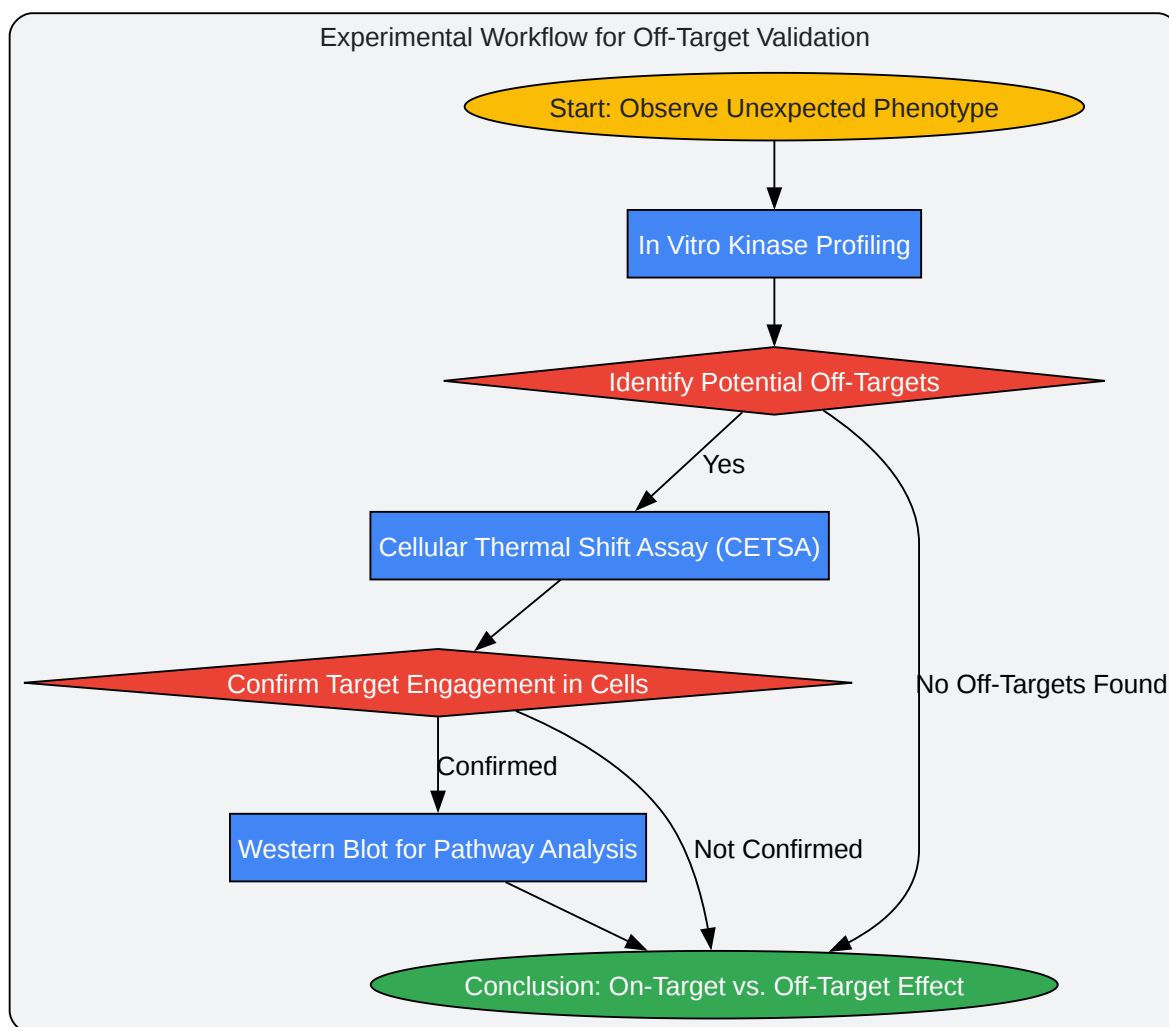 Experimental Workflow for Off-Target Validation
Start: Observe Unexpected Phenotype
In Vitro Kinase Profiling
Identify Potential Off-Targets
Yes
Cellular Thermal Shift Assay (CETSA)
Confirm Target Engagement in Cells
No Off-Targets Found
Confirmed
Western Blot for Pathway Analysis
Not Confirmed
Conclusion: On-Target vs. Off-Target Effect